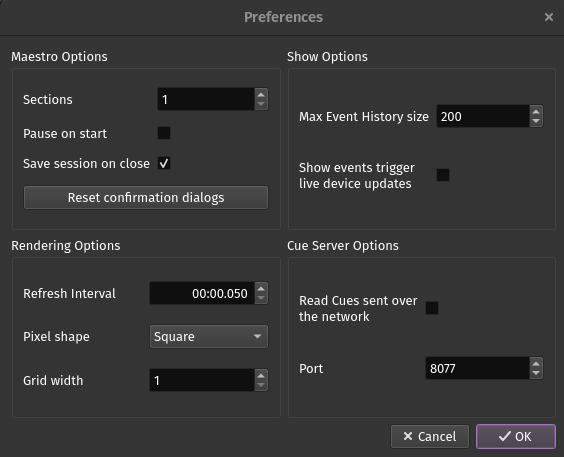 Preferences
Maestro Options
Sections 1
Pause on start
Save session on close
Reset confirmation dialogs
Show Options
Max Event History size 200
Show events trigger
live device updates
Rendering Options
Refresh Interval 00:00.050
Pixel shape Square
Grid width 1
Cue Server Options
Read Cues sent over
the network
Port 8077
Cancel
OK